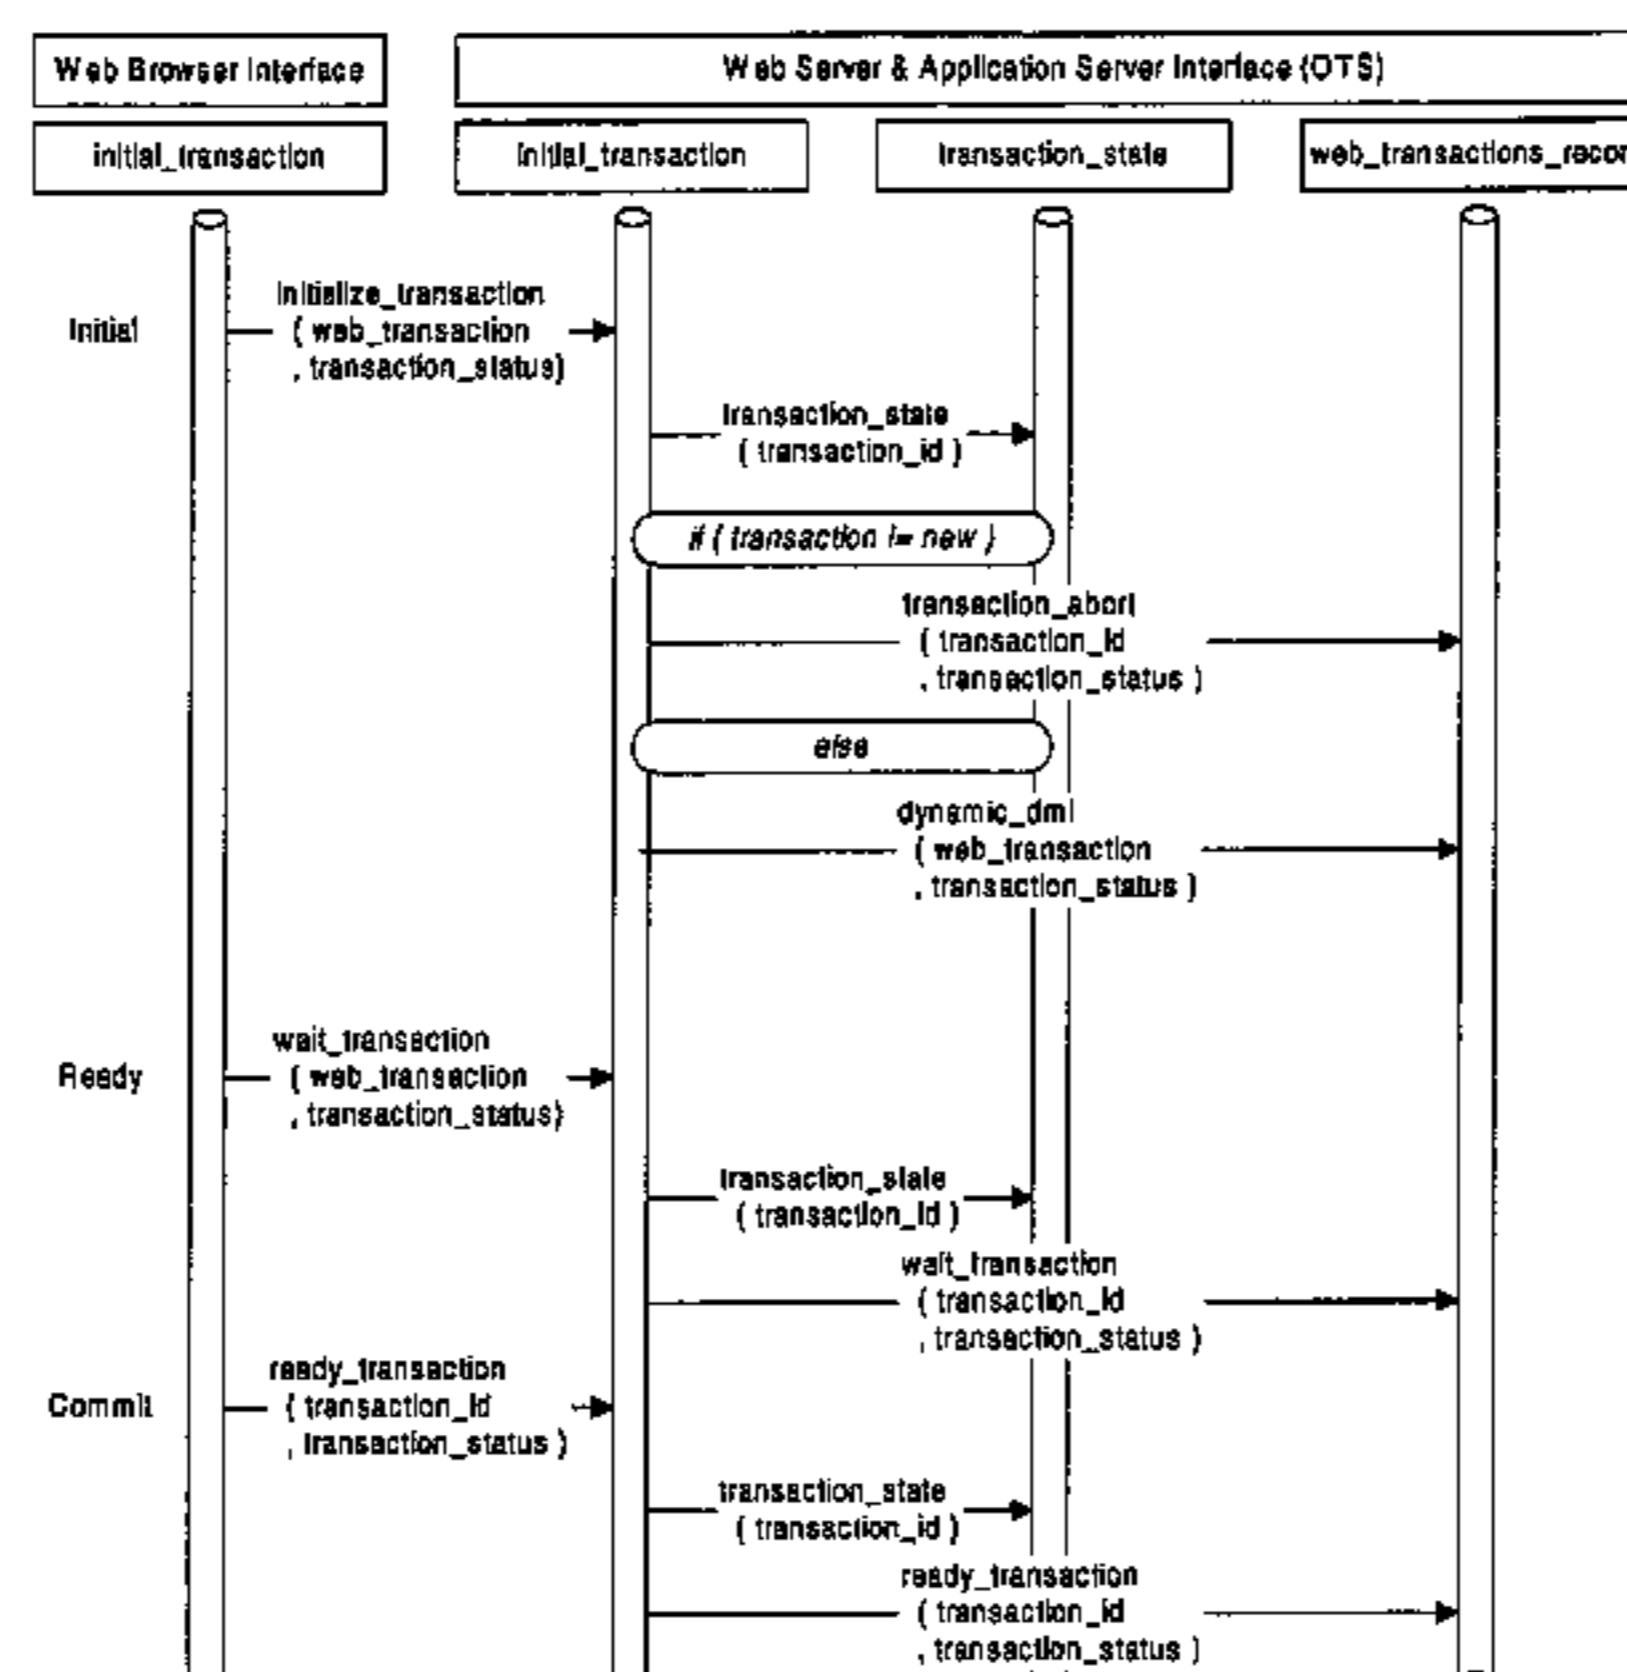 Web Browser Interface
Web Server & Application Server Interface (OTS)
initial_transaction
initial_transaction
transaction_state
web_transactions_recor
Initial
initialize_transaction
( web_transaction
, transaction_status)
transaction_state
( transaction_id )
if ( transaction != new )
transaction_abort
( transaction_id
, transaction_status )
else
dynamic_dml
( web_transaction
, transaction_status )
Ready
wait_transaction
( web_transaction
, transaction_status)
transaction_state
( transaction_id )
wait_transaction
( transaction_id
, transaction_status )
Commit
ready_transaction
( transaction_id
, transaction_status )
transaction_state
( transaction_id )
ready_transaction
( transaction_id
, transaction_status )